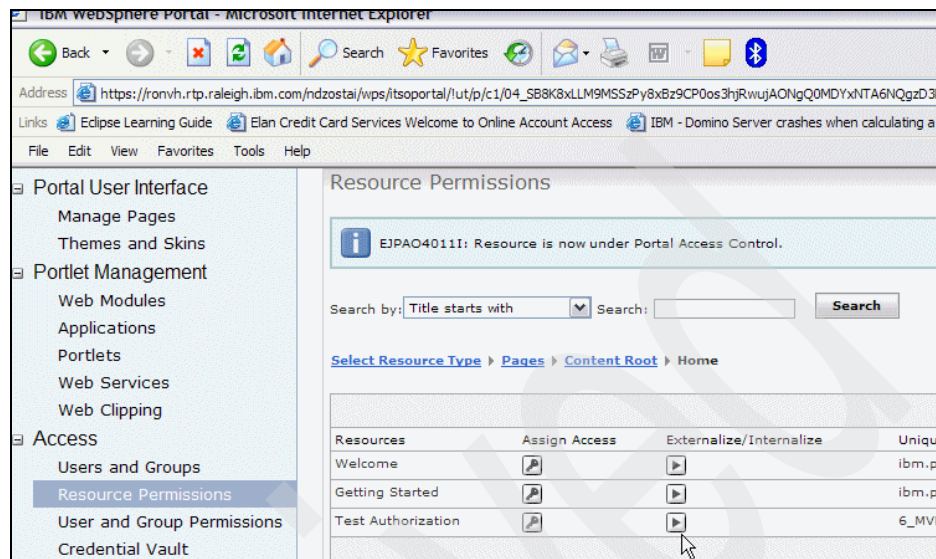 IBM WebSphere Portal - Microsoft Internet Explorer
Back Search Favorites
Address https://ronvh.rtp.raleigh.ibm.com/ndzostai/wps/itsoportal/!ut/p/c1/04_SB8K8xLLM9MSSzPy8xBz9CP0os3hjRwujAONgQ0MDYxNTA6NQgzD3
Links Eclipse Learning Guide Elan Credit Card Services Welcome to Online Account Access IBM - Domino Server crashes when calculating a
File Edit View Favorites Tools Help
Portal User Interface
Manage Pages
Themes and Skins
Portlet Management
Web Modules
Applications
Portlets
Web Services
Web Clipping
Access
Users and Groups
Resource Permissions
User and Group Permissions
Credential Vault
Resource Permissions
EJPAO4011I: Resource is now under Portal Access Control.
Search by: Title starts with Search: Search
Select Resource Type Pages Content Root Home
Resources Assign Access Externalize/Internalize Uniqu
Welcome ibm.p
Getting Started ibm.p
Test Authorization 6_MV